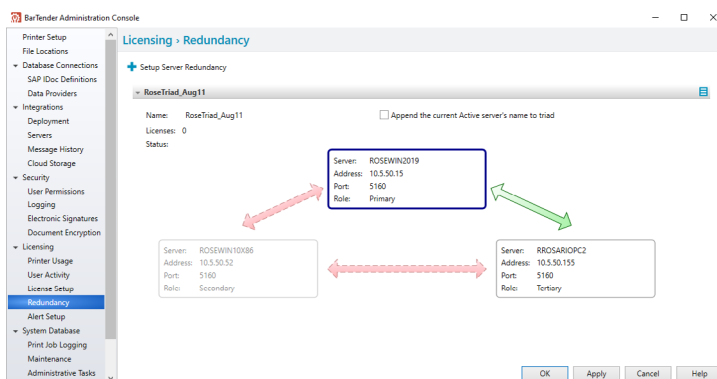 BarTender Administration Console
Printer Setup
File Locations
Database Connections
SAP IDoc Definitions
Data Providers
Integrations
Deployment
Servers
Message History
Cloud Storage
Security
User Permissions
Logging
Electronic Signatures
Document Encryption
Licensing
Printer Usage
User Activity
License Setup
Redundancy
Alert Setup
System Database
Print Job Logging
Maintenance
Administrative Tasks
Licensing › Redundancy
Setup Server Redundancy
RoseTriad_Aug11
Name: RoseTriad_Aug11
Append the current Active server's name to triad
Licenses: 0
Status:
Server: ROSEWIN2019
Address: 10.5.50.15
Port: 5160
Role: Primary
Server: ROSEWIN10X86
Address: 10.5.50.52
Port: 5160
Role: Secondary
Server: RROSARIOPC2
Address: 10.5.50.155
Port: 5160
Role: Tertiary
OK Apply Cancel Help